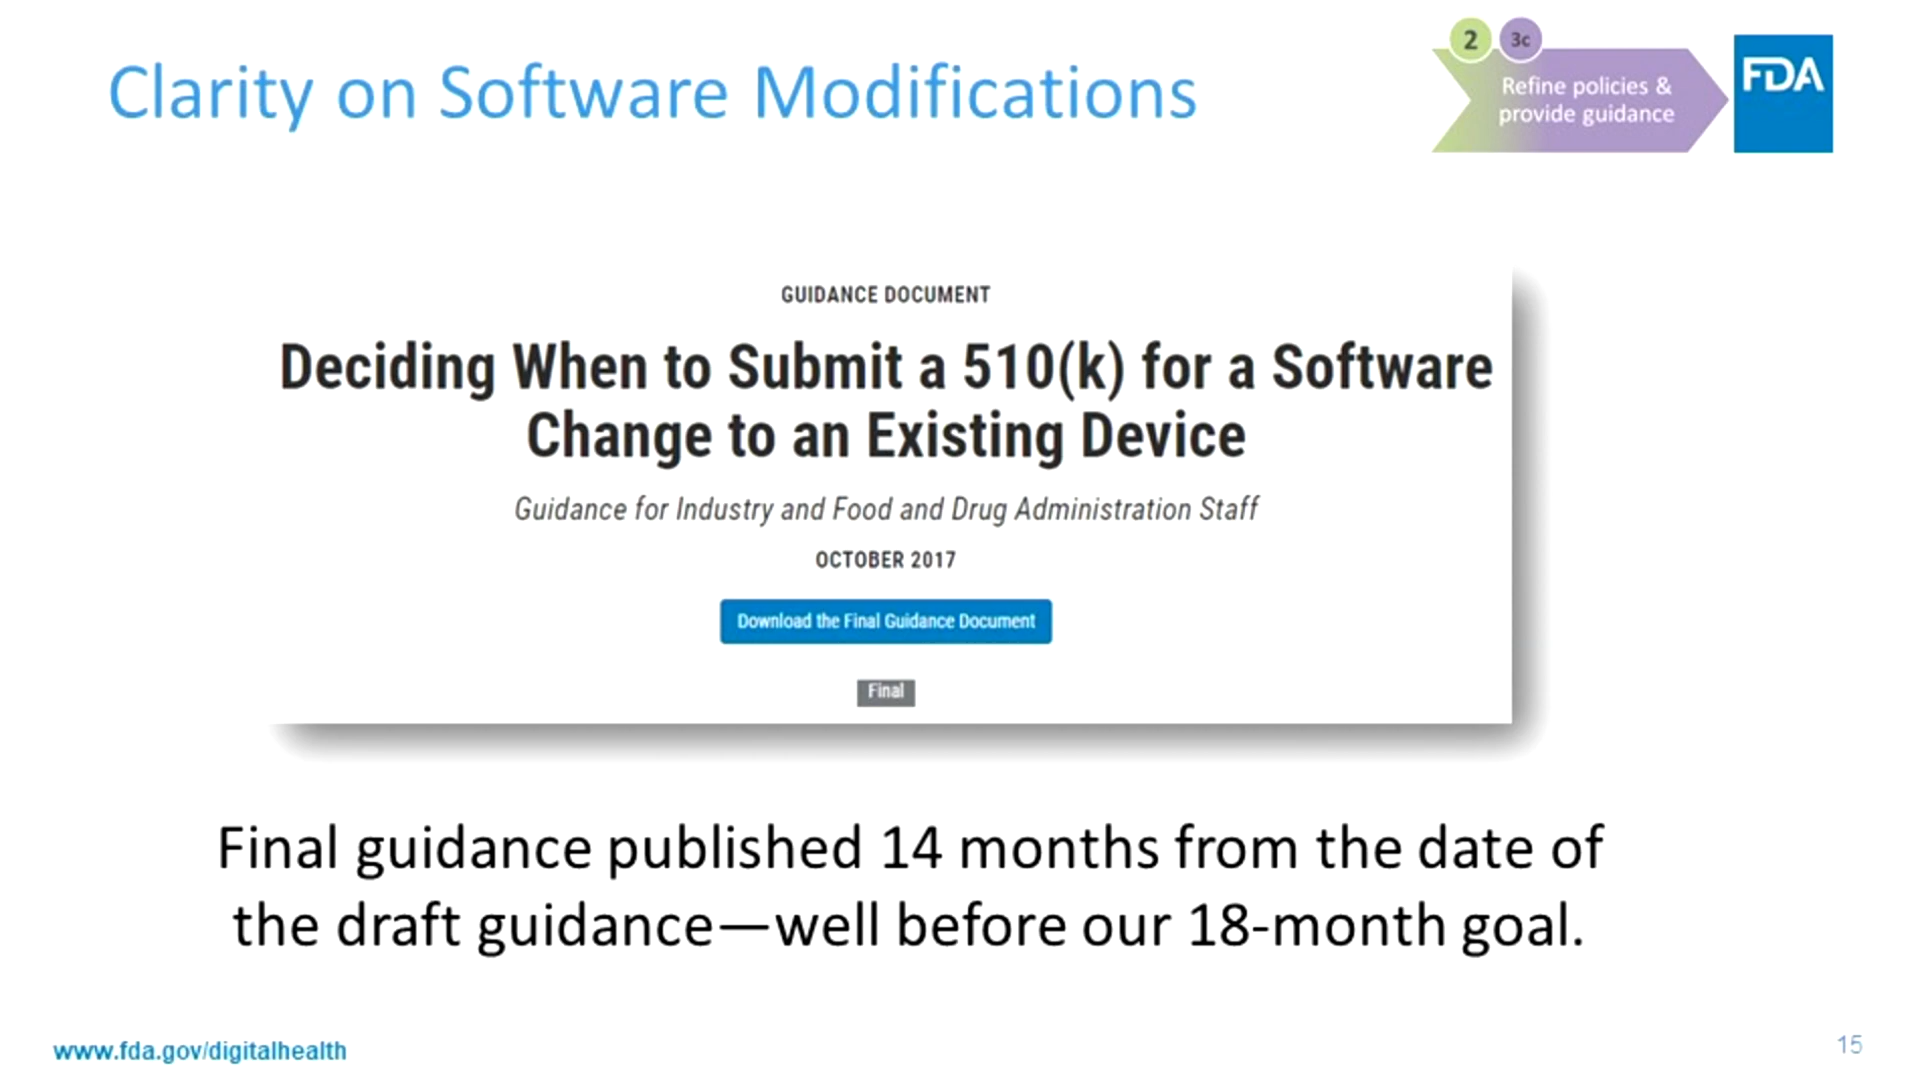 Clarity on Software Modifications
2
3c
Refine policies &
provide guidance
FDA
GUIDANCE DOCUMENT
Deciding When to Submit a 510(k) for a Software
Change to an Existing Device
Guidance for Industry and Food and Drug Administration Staff
OCTOBER 2017
Download the Final Guidance Document
Final
Final guidance published 14 months from the date of
the draft guidance—well before our 18-month goal.
www.fda.gov/digitalhealth
15